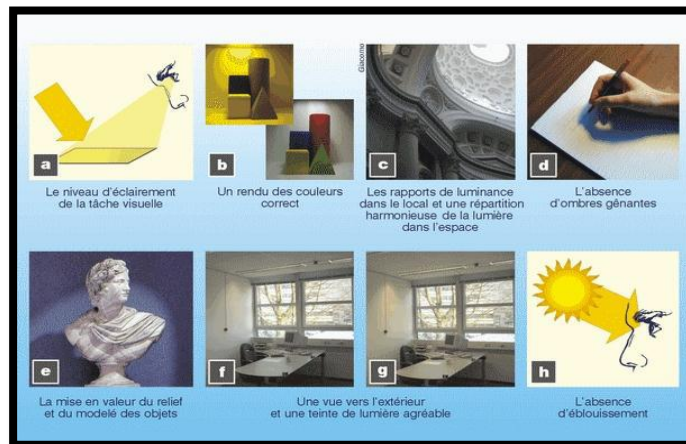 Giacomo
a
b
c
d
Le niveau d'éclairement
de la tâche visuelle
Un rendu des couleurs
correct
Les rapports de luminance
dans le local et une répartition
harmonieuse de la lumière
dans l'espace
L'absence
d'ombres gênantes
e
f
g
h
La mise en valeur du relief
et du modelé des objets
Une vue vers l'extérieur
et une teinte de lumière agréable
L'absence
d'éblouissement